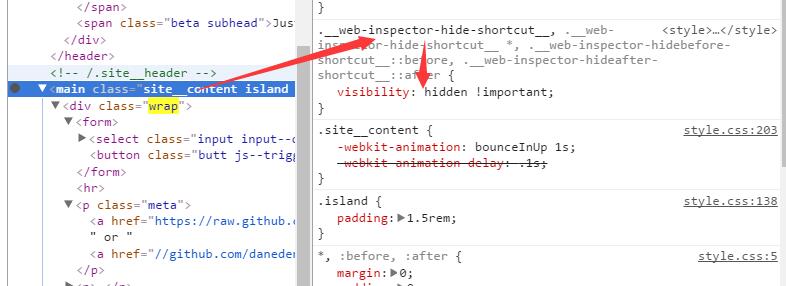 </span>
<span class="beta subhead">Jus
</div>
</header>
<!-- /.site__header -->
<main class="site__content island
<div class="wrap">
<form>
<select class="input input--
<button class="butt js--trig
</form>
<hr>
<p class="meta">
<a href="https://raw.github.
" or "
<a href="//github.com/daneden
</p>
}
.__web-inspector-hide-shortcut__, .__web- <style>…</style>
inspector-hide-shortcut__ *, .__web-inspector-hidebefore-
shortcut__::before, .__web-inspector-hideafter-
shortcut__::after {
visibility: hidden !important;
}
.site__content { style.css:203
-webkit-animation: bounceInUp 1s;
-webkit-animation-delay: .1s;
}
.island { style.css:138
padding: 1.5rem;
}
*, :before, :after { style.css:5
margin: 0;